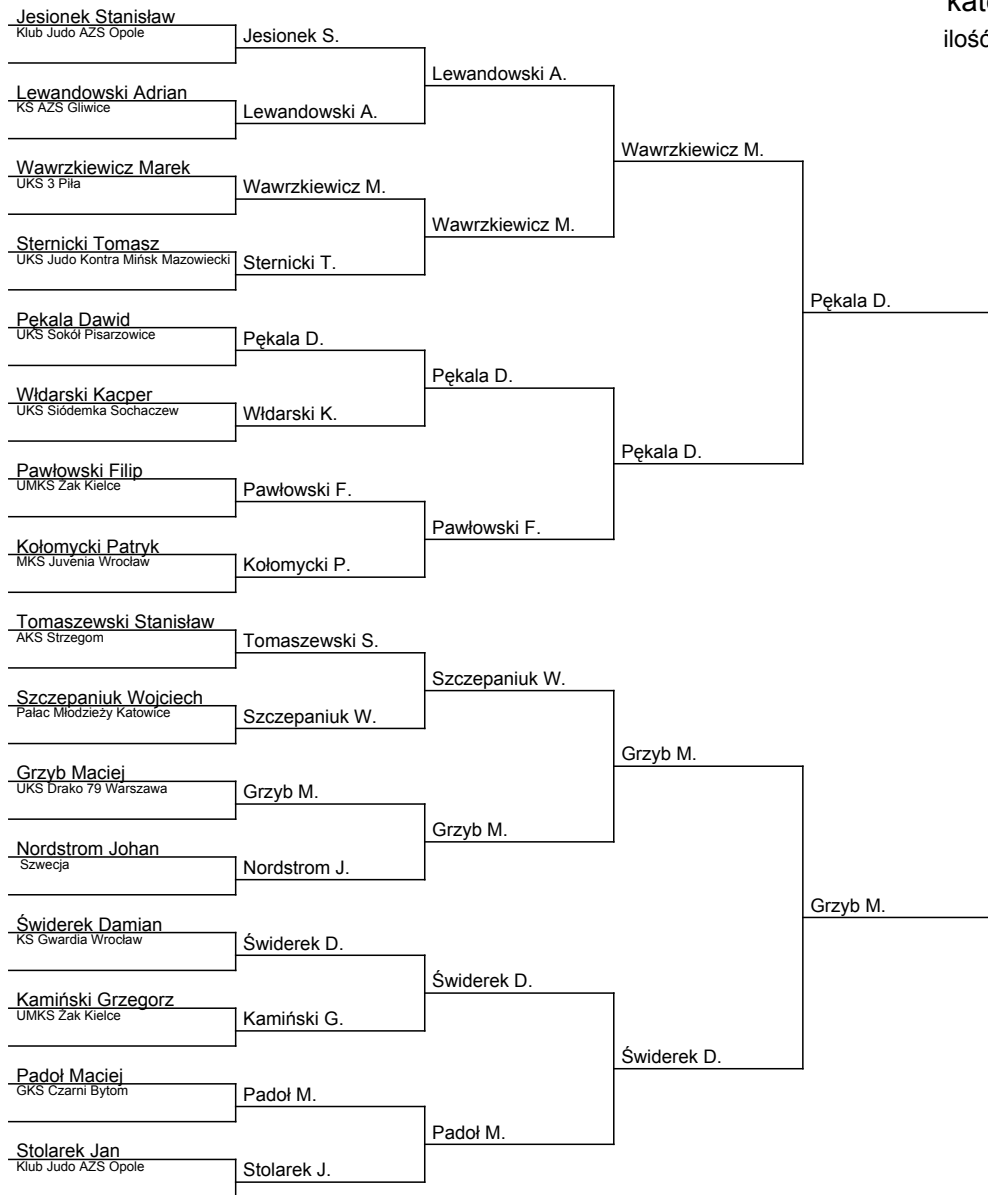 kate
ilość
Jesionek Stanisław
Klub Judo AZS Opole
Jesionek S.
Lewandowski A.
Lewandowski Adrian
KS AZS Gliwice
Lewandowski A.
Wawrzkiewicz M.
Wawrzkiewicz Marek
UKS 3 Piła
Wawrzkiewicz M.
Wawrzkiewicz M.
Sternicki Tomasz
UKS Judo Kontra Mińsk Mazowiecki
Sternicki T.
Pękala D.
Pękala Dawid
UKS Sokół Pisarzowice
Pękala D.
Pękala D.
Włdarski Kacper
UKS Siódemka Sochaczew
Włdarski K.
Pękala D.
Pawłowski Filip
UMKS Żak Kielce
Pawłowski F.
Pawłowski F.
Kołomycki Patryk
MKS Juvenia Wrocław
Kołomycki P.
Tomaszewski Stanisław
AKS Strzegom
Tomaszewski S.
Szczepaniuk W.
Szczepaniuk Wojciech
Pałac Młodzieży Katowice
Szczepaniuk W.
Grzyb M.
Grzyb Maciej
UKS Drako 79 Warszawa
Grzyb M.
Grzyb M.
Nordstrom Johan
Szwecja
Nordstrom J.
Grzyb M.
Świderek Damian
KS Gwardia Wrocław
Świderek D.
Świderek D.
Kamiński Grzegorz
UMKS Żak Kielce
Kamiński G.
Świderek D.
Padoł Maciej
GKS Czarni Bytom
Padoł M.
Padoł M.
Stolarek Jan
Klub Judo AZS Opole
Stolarek J.